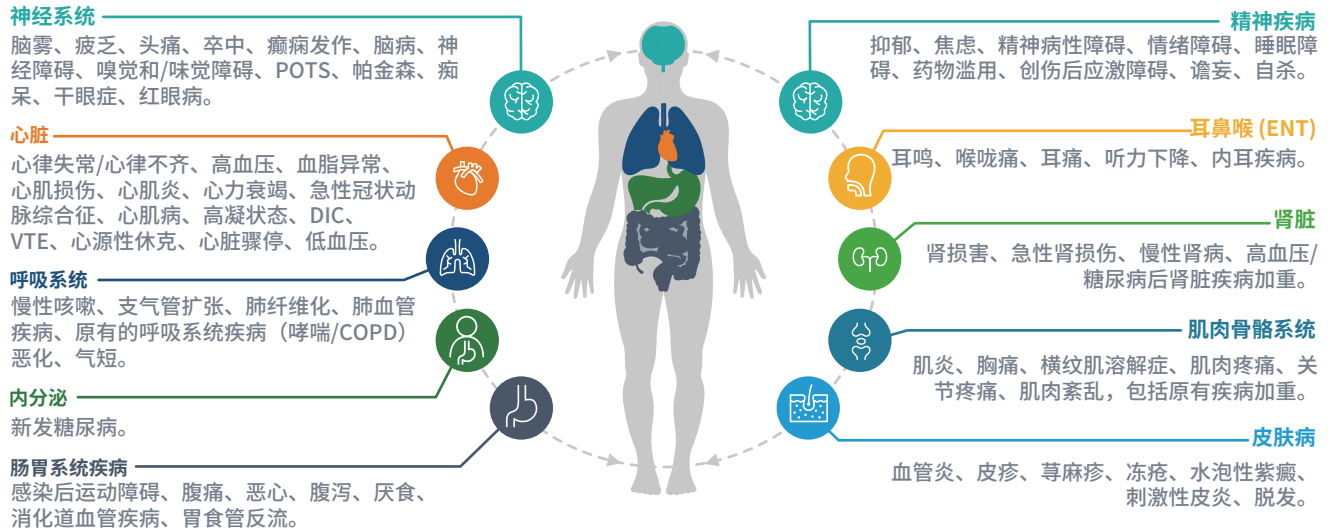 神经系统
脑雾、疲乏、头痛、卒中、癫痫发作、脑病、神
经障碍、嗅觉和/味觉障碍、POTS、帕金森、痴
呆、干眼症、红眼病。
心脏
心律失常/心律不齐、高血压、血脂异常、
心肌损伤、心肌炎、心力衰竭、急性冠状动
脉综合征、心肌病、高凝状态、DIC、
VTE、心源性休克、心脏骤停、低血压。
呼吸系统
慢性咳嗽、支气管扩张、肺纤维化、肺血管
疾病、原有的呼吸系统疾病（哮喘/COPD）
恶化、气短。
内分泌
新发糖尿病。
肠胃系统疾病
感染后运动障碍、腹痛、恶心、腹泻、厌食、
消化道血管疾病、胃食管反流。
精神疾病
抑郁、焦虑、精神病性障碍、情绪障碍、睡眠障
碍、药物滥用、创伤后应激障碍、谵妄、自杀。
耳鼻喉 (ENT)
耳鸣、喉咙痛、耳痛、听力下降、内耳疾病。
肾脏
肾损害、急性肾损伤、慢性肾病、高血压/
糖尿病后肾脏疾病加重。
肌肉骨骼系统
肌炎、胸痛、横纹肌溶解症、肌肉疼痛、关
节疼痛、肌肉紊乱，包括原有疾病加重。
皮肤病
血管炎、皮疹、荨麻疹、冻疮、水泡性紫癜、
刺激性皮炎、脱发。